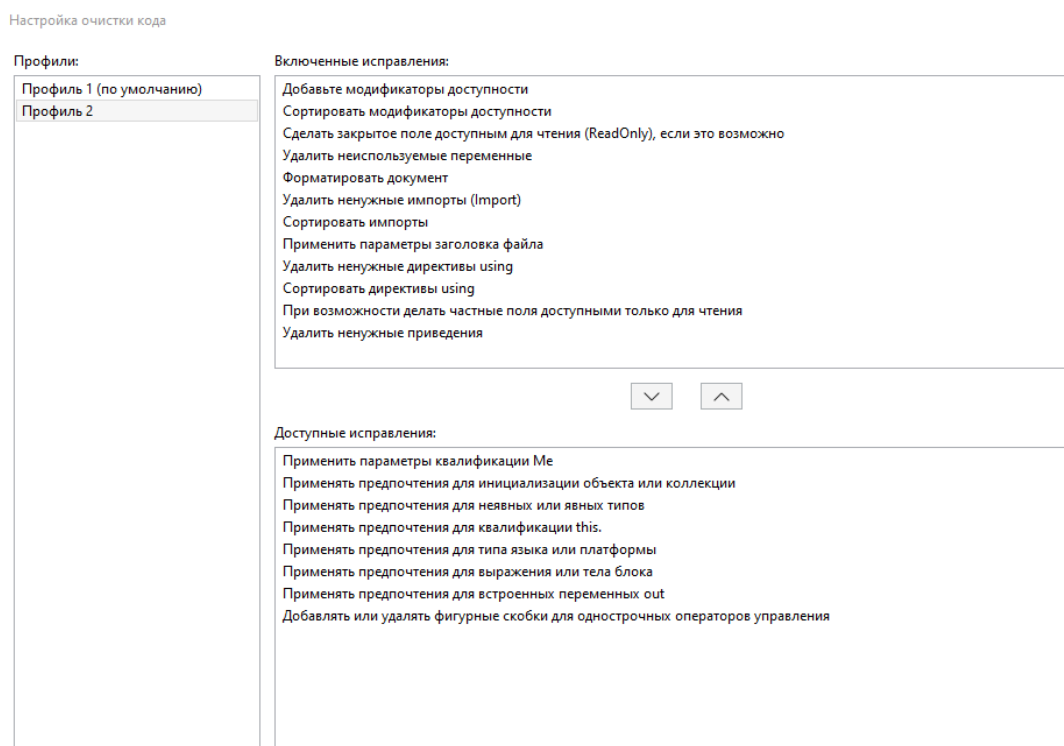 Настройка очистки кода
Профили:
Профиль 1 (по умолчанию)
Профиль 2
Включенные исправления:
Добавьте модификаторы доступности
Сортировать модификаторы доступности
Сделать закрытое поле доступным для чтения (ReadOnly), если это возможно
Удалить неиспользуемые переменные
Форматировать документ
Удалить ненужные импорты (Import)
Сортировать импорты
Применить параметры заголовка файла
Удалить ненужные директивы using
Сортировать директивы using
При возможности делать частные поля доступными только для чтения
Удалить ненужные приведения
Доступные исправления:
Применить параметры квалификации Me
Применять предпочтения для инициализации объекта или коллекции
Применять предпочтения для неявных или явных типов
Применять предпочтения для квалификации this.
Применять предпочтения для типа языка или платформы
Применять предпочтения для выражения или тела блока
Применять предпочтения для встроенных переменных out
Добавлять или удалять фигурные скобки для однострочных операторов управления